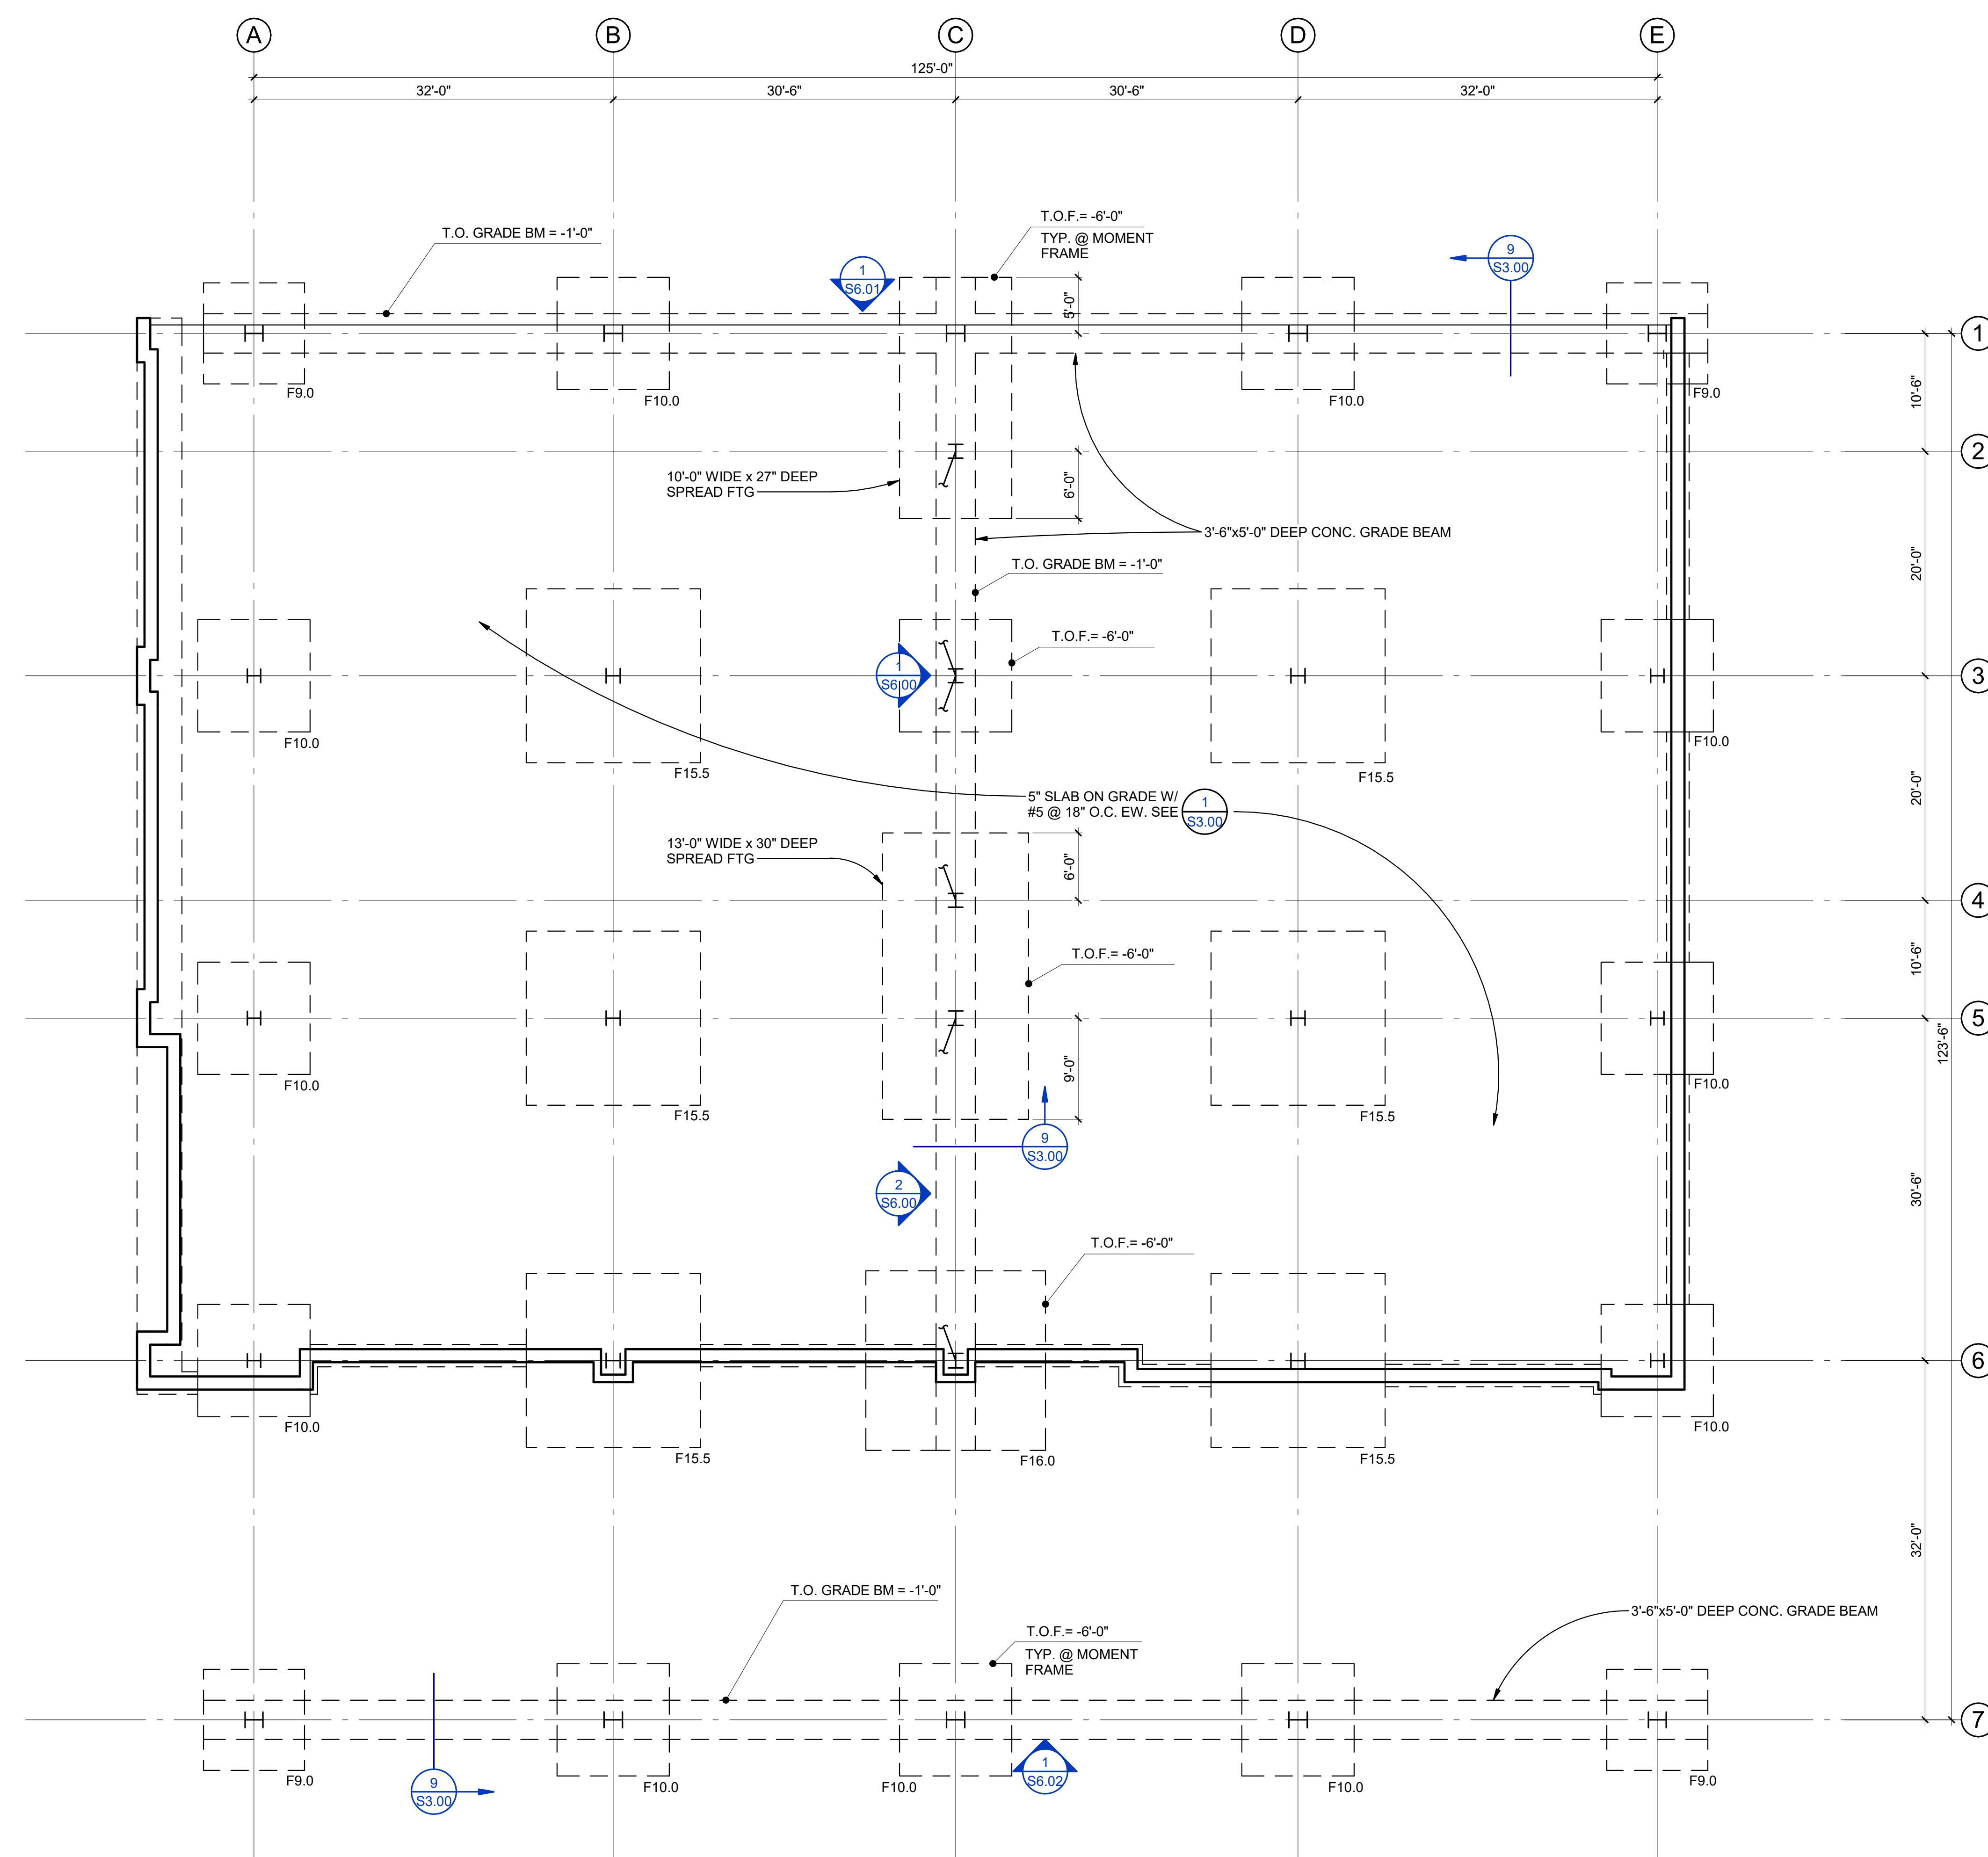 A
B
C
D
E
125'-0"
32'-0"
30'-6"
30'-6"
32'-0"
T.O.F.= -6'-0"
TYP. @ MOMENT
FRAME
T.O. GRADE BM = -1'-0"
9
S3.00
1
S6.01
5'-0"
1
F9.0
F10.0
F10.0
F9.0
10'-6"
2
10'-0" WIDE x 27" DEEP
SPREAD FTG
6'-0"
3'-6"x5'-0" DEEP CONC. GRADE BEAM
T.O. GRADE BM = -1'-0"
20'-0"
T.O.F.= -6'-0"
1
S6.00
3
F10.0
F15.5
F15.5
F10.0
5" SLAB ON GRADE W/
#5 @ 18" O.C. EW. SEE
1
S3.00
20'-0"
13'-0" WIDE x 30" DEEP
SPREAD FTG
6'-0"
4
T.O.F.= -6'-0"
10'-6"
5
123'-6"
9'-0"
F10.0
F15.5
F15.5
F10.0
9
S3.00
2
S6.00
30'-6"
T.O.F.= -6'-0"
6
F10.0
F15.5
F16.0
F15.5
F10.0
32'-0"
T.O. GRADE BM = -1'-0"
3'-6"x5'-0" DEEP CONC. GRADE BEAM
T.O.F.= -6'-0"
TYP. @ MOMENT
FRAME
7
F9.0
F10.0
F10.0
F10.0
F9.0
1
S6.02
9
S3.00